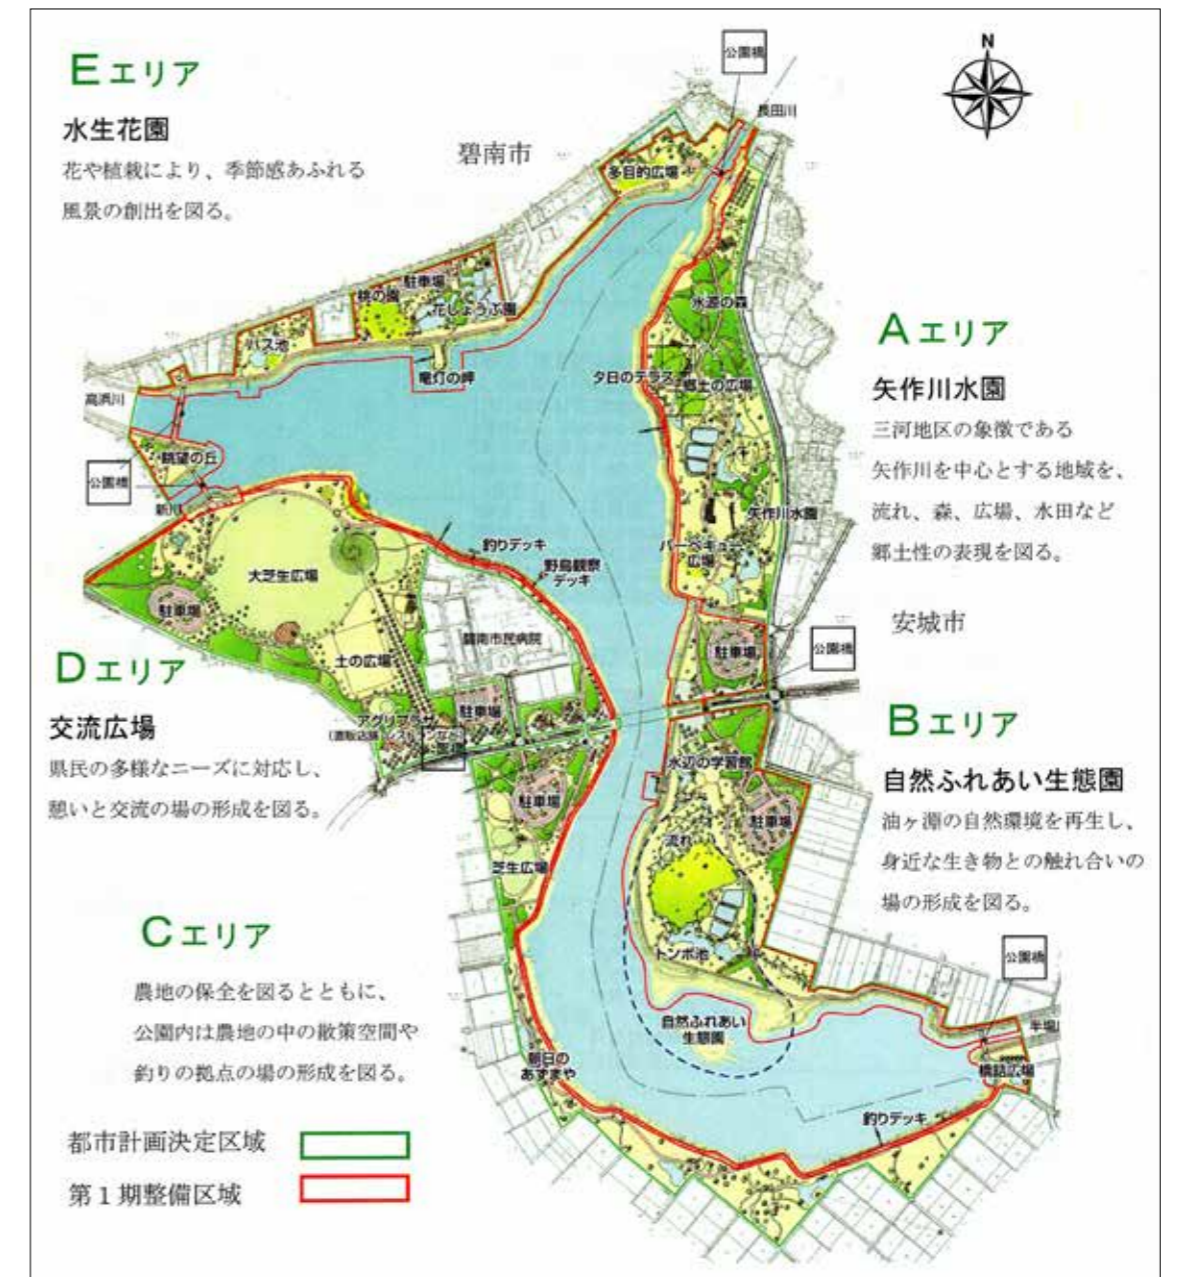 N
公園橋
長田川
Eエリア
水生花園
花や植栽により、季節感あふれる
風景の創出を図る。
碧南市
多目的広場
駐車場
桃の園
花しょうぶ園
ハス池
竜灯の岬
水源の森
夕日のテラス
郷土の広場
Aエリア
矢作川水園
三河地区の象徴である
矢作川を中心とする地域を、
流れ、森、広場、水田など
郷土性の表現を図る。
高浜川
眺望の丘
公園橋
新川
矢作川水園
バーベキュー
広場
釣りデッキ
野鳥観察
デッキ
大芝生広場
駐車場
碧南市民病院
安城市
公園橋
駐車場
土の広場
Dエリア
交流広場
県民の多様なニーズに対応し、
憩いと交流の場の形成を図る。
アグリプラザ
駐車場
Bエリア
自然ふれあい生態園
油ヶ淵の自然環境を再生し、
身近な生き物との触れ合いの
場の形成を図る。
水辺の学習館
駐車場
駐車場
流れ
芝生広場
トンボ池
公園橋
Cエリア
農地の保全を図るとともに、
公園内は農地の中の散策空間や
釣りの拠点の場の形成を図る。
自然ふれあい
生態園
朝日の
あずまや
橋詰広場
釣りデッキ
都市計画決定区域
第1期整備区域